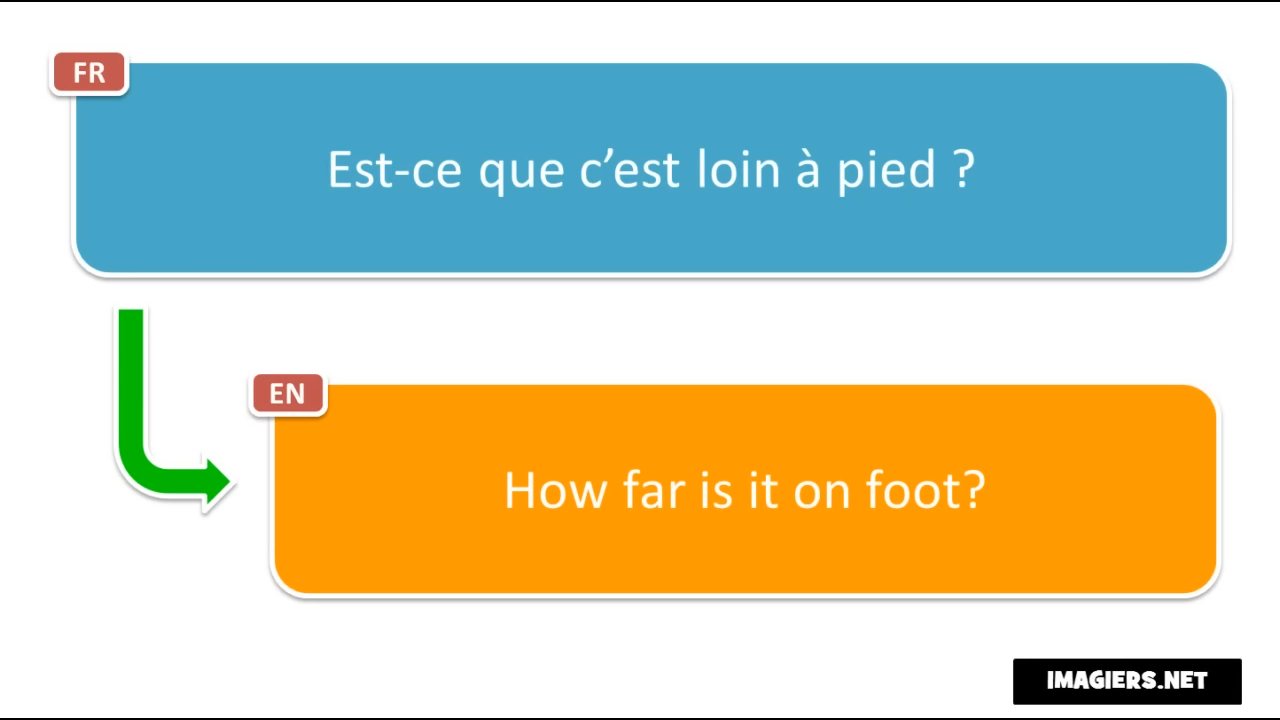 FR
Est-ce que c’est loin à pied ?
EN
How far is it on foot?
IMAGIERS.NET